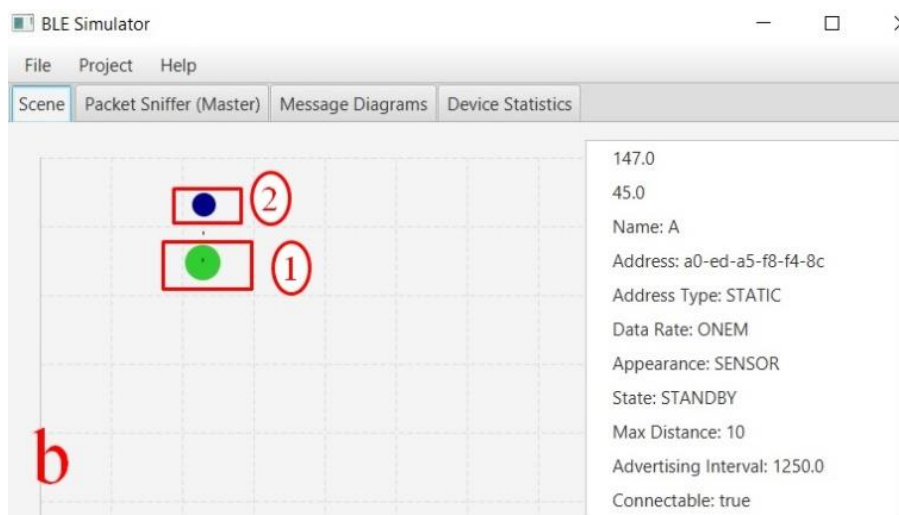 BLE Simulator
File Project Help
Scene Packet Sniffer (Master) Message Diagrams Device Statistics
2
1
b
147.0
45.0
Name: A
Address: a0-ed-a5-f8-f4-8c
Address Type: STATIC
Data Rate: ONEM
Appearance: SENSOR
State: STANDBY
Max Distance: 10
Advertising Interval: 1250.0
Connectable: true